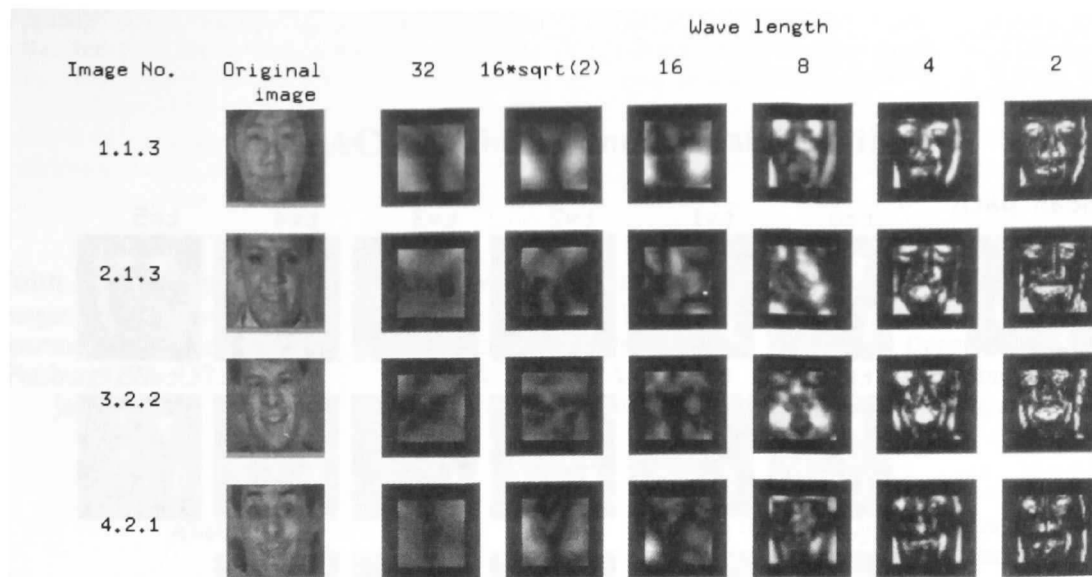 Wave length
Image No. Original 32 16*sqrt(2) 16 8 4 2
image
1.1.3
2.1.3
3.2.2
4.2.1